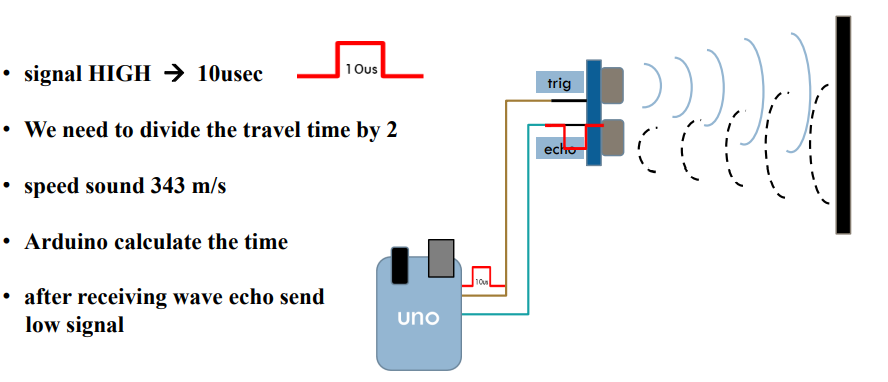 • signal HIGH → 10usec
10us
• We need to divide the travel time by 2
• speed sound 343 m/s
• Arduino calculate the time
• after receiving wave echo send
low signal
trig
echo
10us
uno